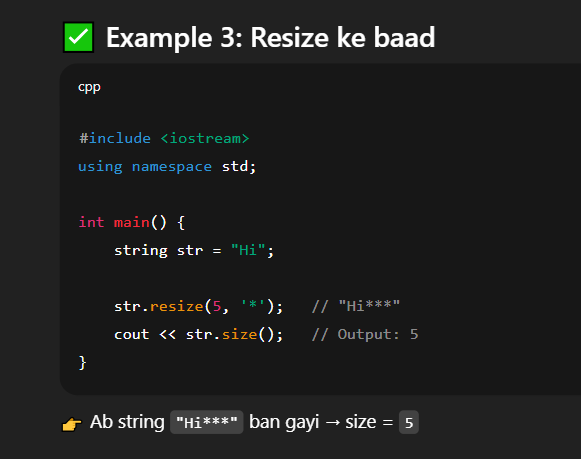 ✅ Example 3: Resize ke baad
cpp
#include <iostream>
using namespace std;
int main() {
    string str = "Hi";
    str.resize(5, '*');   // "Hi***"
    cout << str.size();   // Output: 5
}
👉 Ab string "Hi***" ban gayi → size = 5